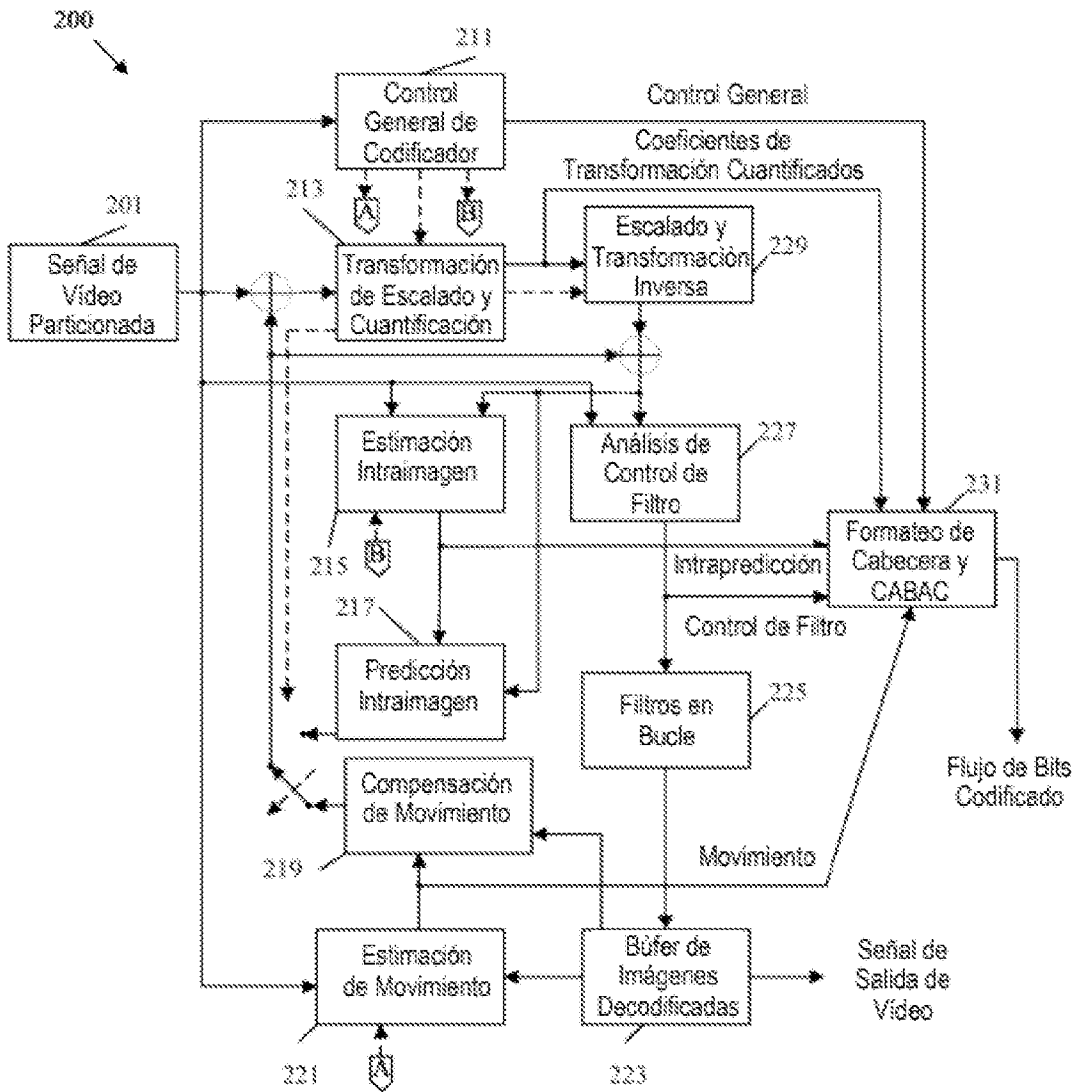 200
211
Control
General de
Codificador
Control General
Coeficientes de
Transformación Cuantificados
A
B
213
201
Señal de
Vídeo
Particionada
Transformación
de Escalado y
Cuantificación
Escalado y
Transformación
Inversa
229
Estimación
Intraimagen
215
B
Análisis de
Control de
Filtro
227
231
Formateo de
Cabecera y
CABAC
Intrapredicción
Control de Filtro
217
Predicción
Intraimagen
Filtros en
Bucle
225
Flujo de Bits
Codificado
Compensación
de Movimiento
219
Movimiento
Estimación
de Movimiento
221
A
Búfer de
Imágenes
Decodificadas
223
Señal de
Salida de
Vídeo